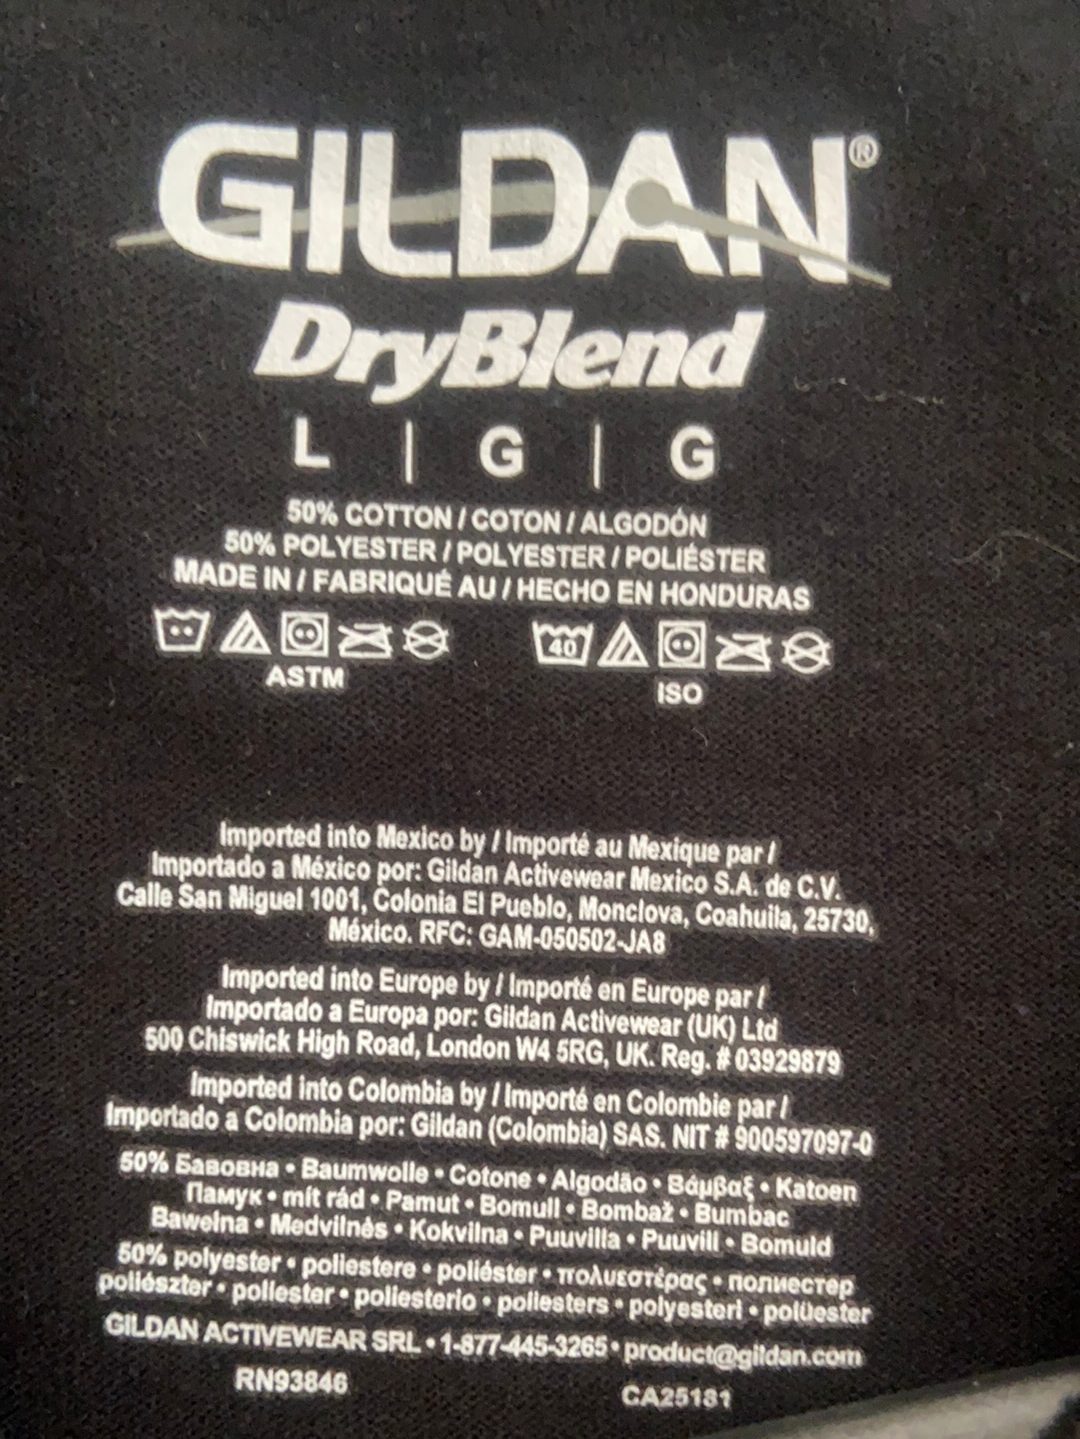 GILDAN®
DryBlend
L | G | G
50% COTTON / COTON / ALGODÓN
50% POLYESTER / POLYESTER / POLIÉSTER
MADE IN / FABRIQUÉ AU / HECHO EN HONDURAS
40
ASTM
ISO
Imported into Mexico by / Importé au Mexique par /
Importado a México por: Gildan Activewear Mexico S.A. de C.V.
Calle San Miguel 1001, Colonia El Pueblo, Monclova, Coahuila, 25730,
México. RFC: GAM-050502-JA8
Imported into Europe by / Importé en Europe par /
Importado a Europa por: Gildan Activewear (UK) Ltd
500 Chiswick High Road, London W4 5RG, UK. Reg. # 03929879
Imported into Colombia by / Importé en Colombie par /
Importado a Colombia por: Gildan (Colombia) SAS. NIT # 900597097-0
50% Бавовна • Baumwolle • Cotone • Algodão • Βάμβαξ • Katoen
Памук • mít rád • Pamut • Bomull • Bombaž • Bumbac
Bawełna • Medvilnės • Kokvilna • Puuvilla • Puuvill • Bomuld
50% polyester • poliestere • poliéster • πολυεστέρας • полиестер
poliészter • poliester • poliesterio • poliesters • polyesteri • polüester
GILDAN ACTIVEWEAR SRL • 1-877-445-3265 • product@gildan.com
RN93846
CA25181